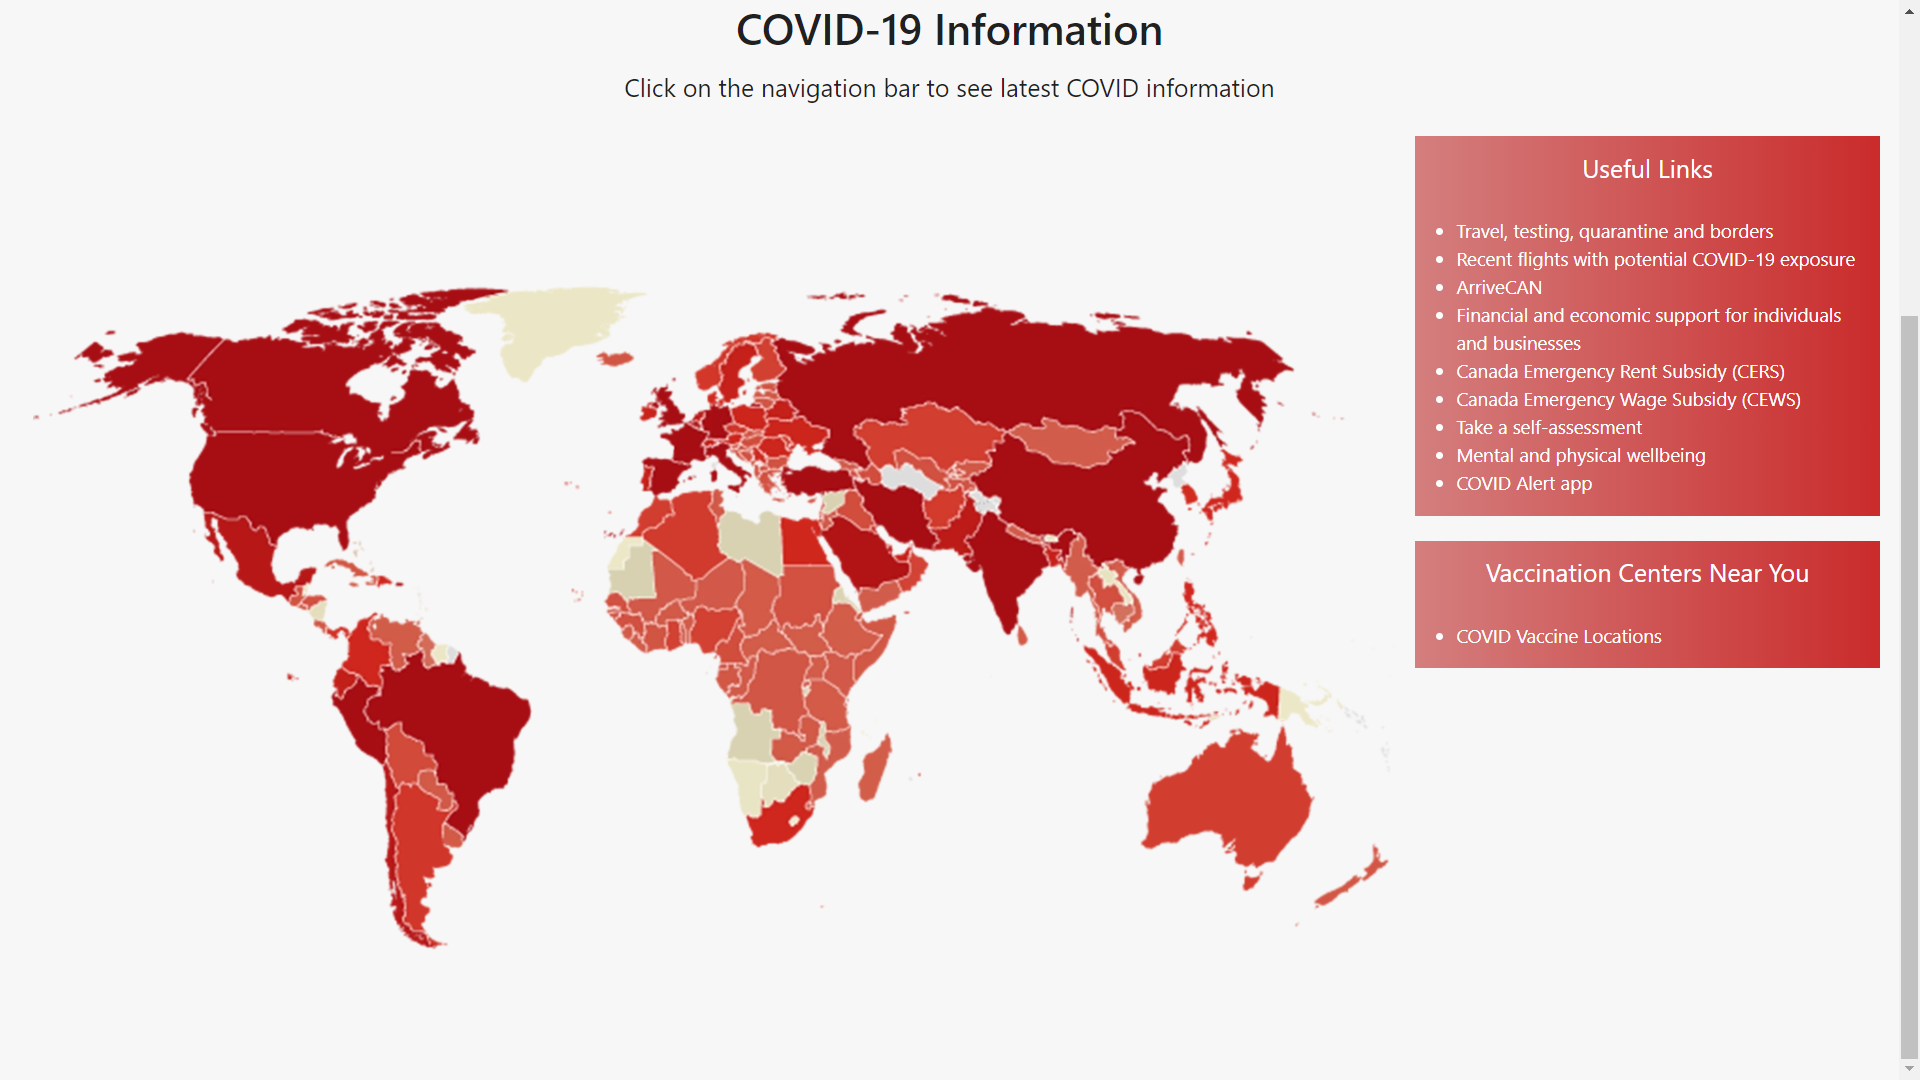 COVID-19 Information
Click on the navigation bar to see latest COVID information
Useful Links
Travel, testing, quarantine and borders
Recent flights with potential COVID-19 exposure
ArriveCAN
Financial and economic support for individuals
and businesses
Canada Emergency Rent Subsidy (CERS)
Canada Emergency Wage Subsidy (CEWS)
Take a self-assessment
Mental and physical wellbeing
COVID Alert app
Vaccination Centers Near You
COVID Vaccine Locations